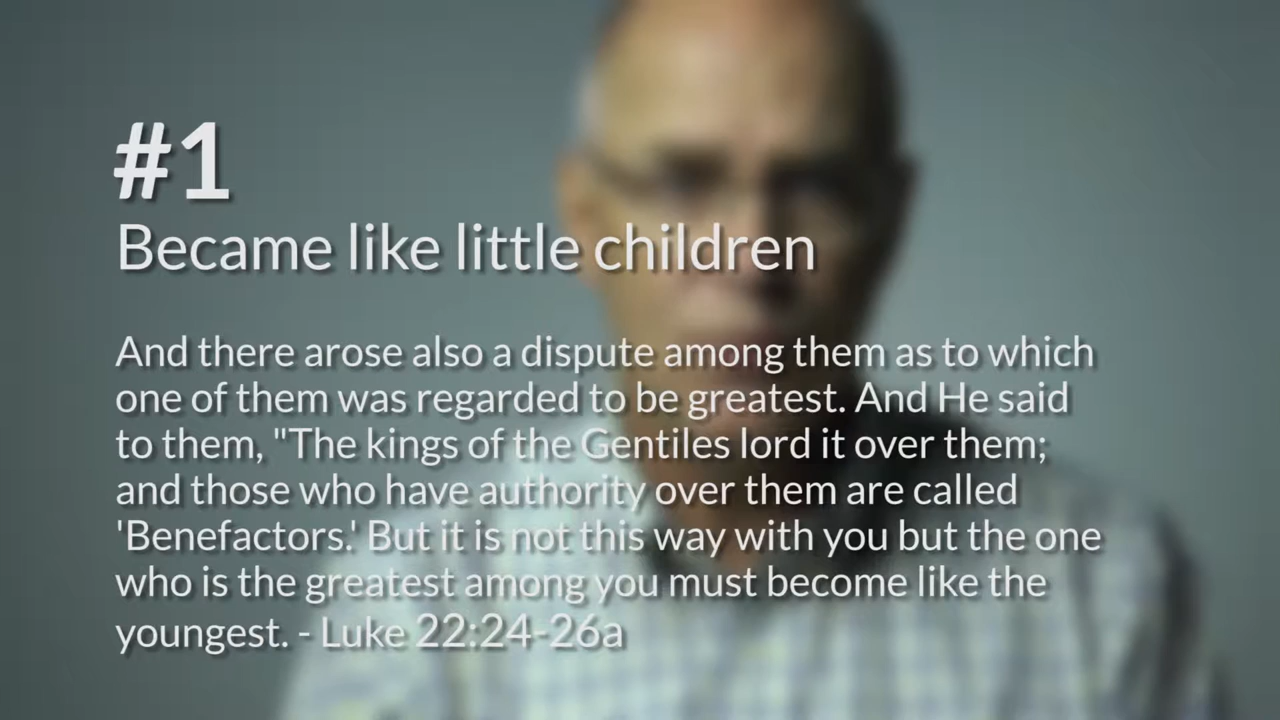 #1
Became like little children
And there arose also a dispute among them as to which
one of them was regarded to be greatest. And He said
to them, "The kings of the Gentiles lord it over them;
and those who have authority over them are called
'Benefactors.' But it is not this way with you but the one
who is the greatest among you must become like the
youngest. - Luke 22:24-26a